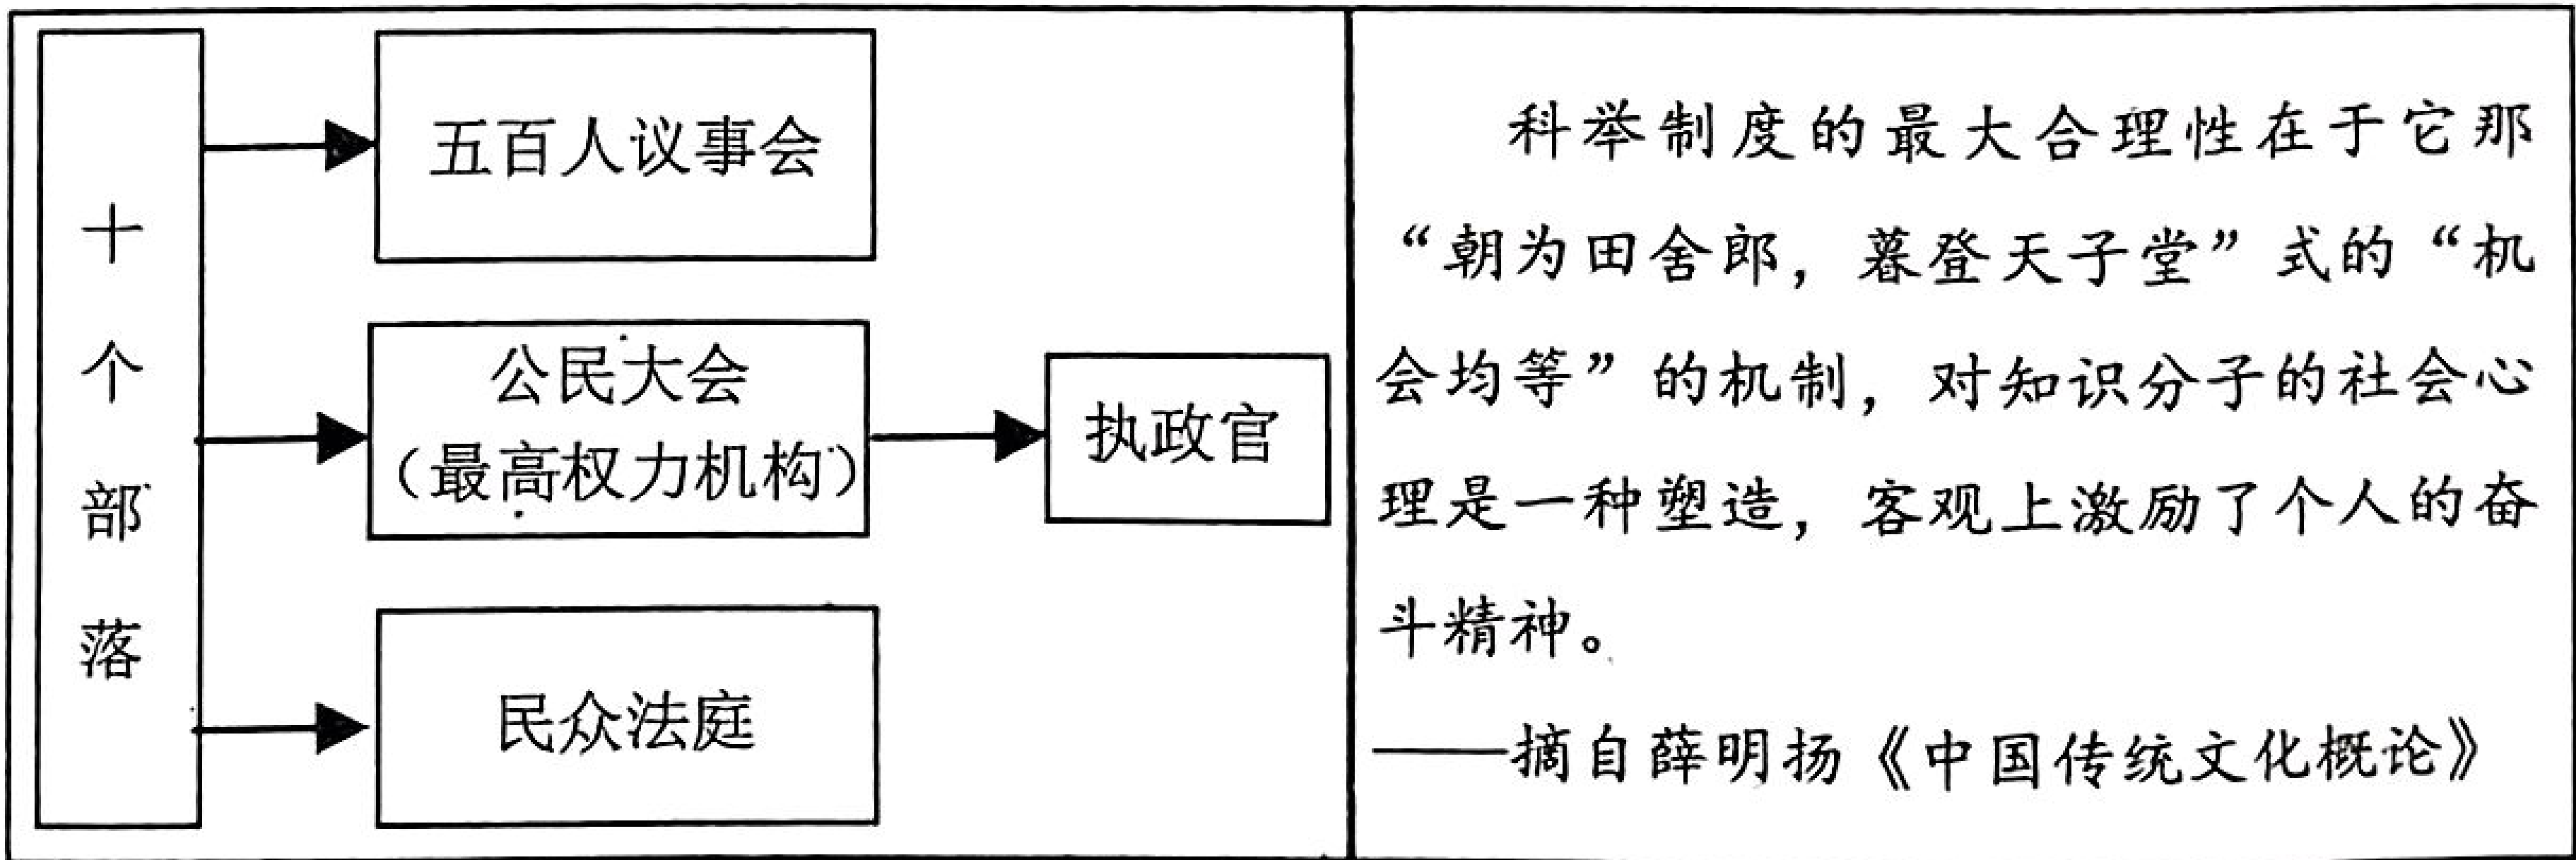 十
个
部
落
五百人议事会
公民大会
（最高权力机构）
民众法庭
执政官
科举制度的最大合理性在于它那
“朝为田舍郎，暮登天子堂”式的“机
会均等”的机制，对知识分子的社会心
理是一种塑造，客观上激励了个人的奋
斗精神。
——摘自薛明扬《中国传统文化概论》